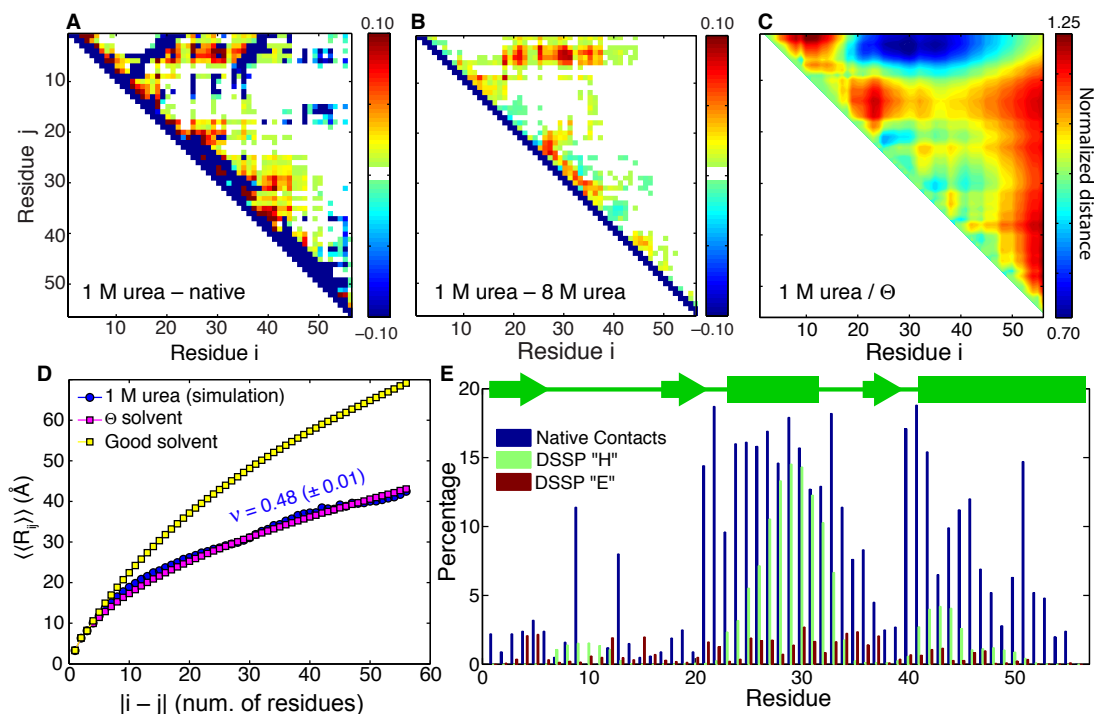 A
B
C
0.10
0.10
1.25
10
20
30
40
50
Residue j
10 20 30 40 50
Residue i
1 M urea – native
−0.10
10 20 30 40 50
Residue i
1 M urea – 8 M urea
−0.10
10 20 30 40 50
Residue i
1 M urea / Θ
0.70
Normalized distance
D
1 M urea (simulation)
Θ solvent
Good solvent
ν = 0.48 (± 0.01)
⟨⟨R_ij⟩⟩ (Å)
60
50
40
30
20
10
0
0 10 20 30 40 50 60
|i – j| (num. of residues)
E
20
15
10
5
0
Percentage
Native Contacts
DSSP "H"
DSSP "E"
0 10 20 30 40 50
Residue